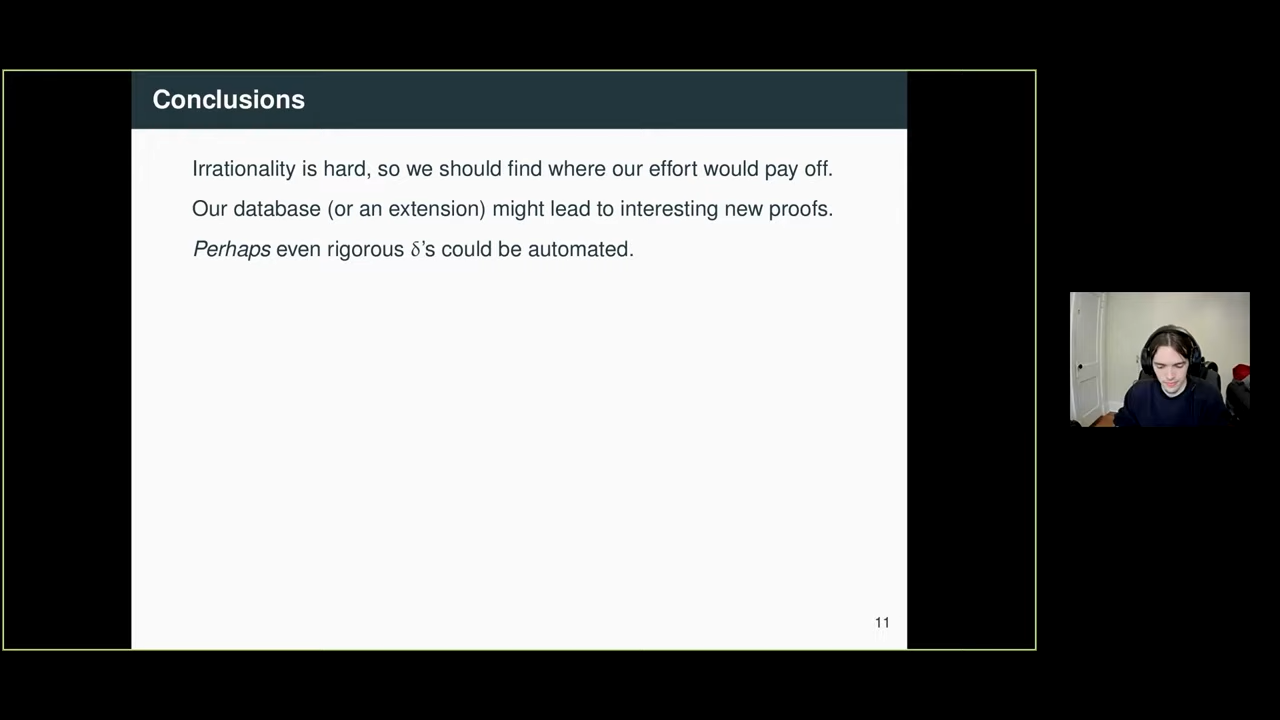 Conclusions
Irrationality is hard, so we should find where our effort would pay off.
Our database (or an extension) might lead to interesting new proofs.
Perhaps even rigorous δ's could be automated.
11